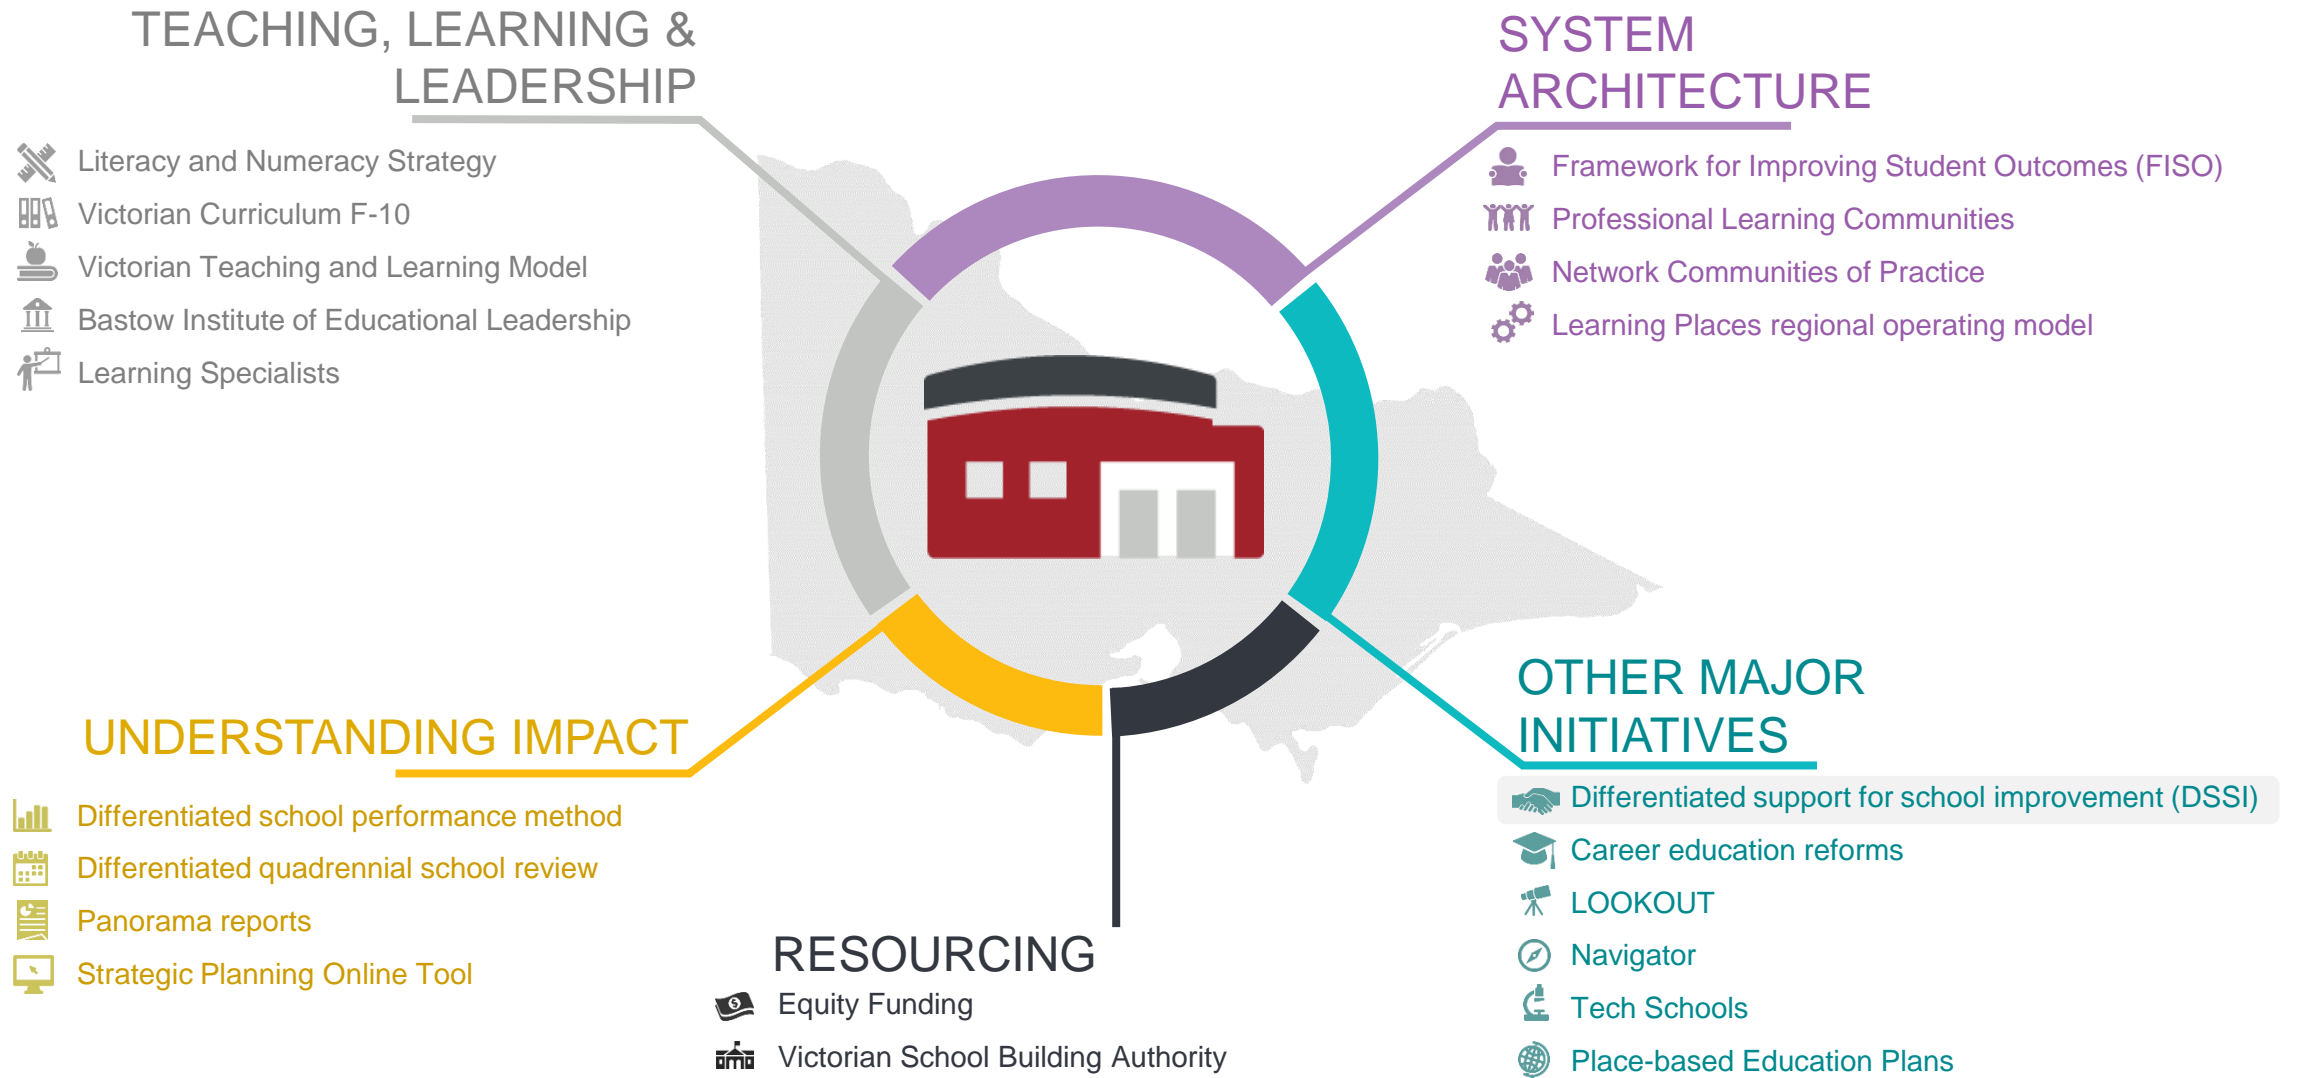 TEACHING, LEARNING &
LEADERSHIP
Literacy and Numeracy Strategy
Victorian Curriculum F-10
Victorian Teaching and Learning Model
Bastow Institute of Educational Leadership
Learning Specialists
SYSTEM
ARCHITECTURE
Framework for Improving Student Outcomes (FISO)
Professional Learning Communities
Network Communities of Practice
Learning Places regional operating model
UNDERSTANDING IMPACT
Differentiated school performance method
Differentiated quadrennial school review
Panorama reports
Strategic Planning Online Tool
RESOURCING
Equity Funding
Victorian School Building Authority
OTHER MAJOR
INITIATIVES
Differentiated support for school improvement (DSSI)
Career education reforms
LOOKOUT
Navigator
Tech Schools
Place-based Education Plans